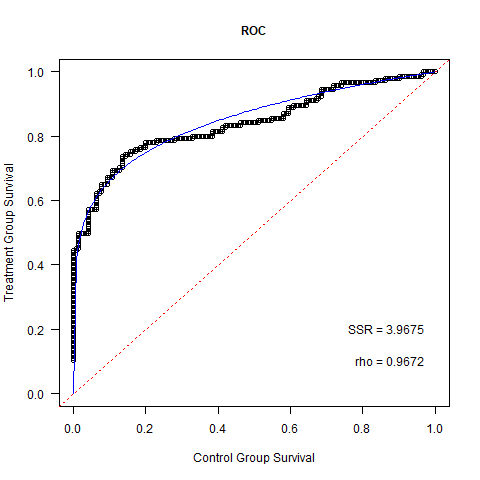 ROC
Treatment Group Survival
1.0
0.8
0.6
0.4
0.2
0.0
SSR = 3.9675
rho = 0.9672
0.0 0.2 0.4 0.6 0.8 1.0
Control Group Survival